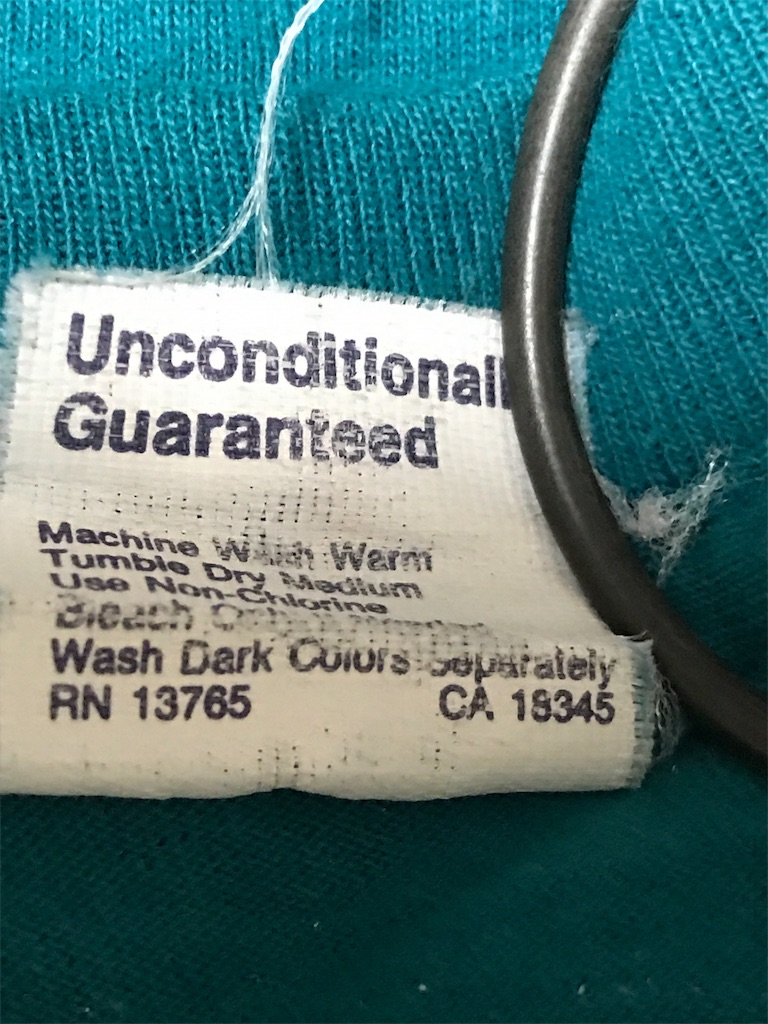 Unconditionall
Guaranteed
Machine Wash Warm
Tumble Dry Medium
Use Non-Chlorine
Bleach
Wash Dark Colors Separately
RN 13765 CA 18345